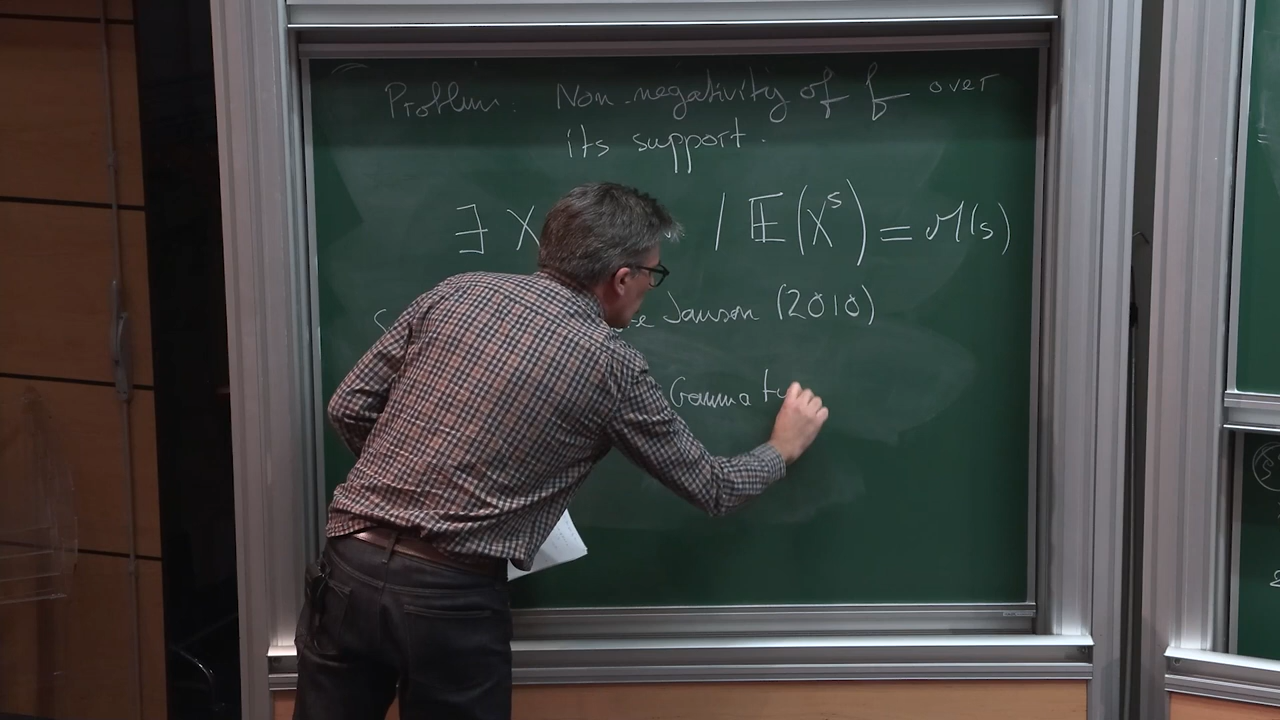 Problem: Non-negativity of f over
its support.
∃ X / 𝔼(X^s) = M(s)
Janson (2010)
Gamma